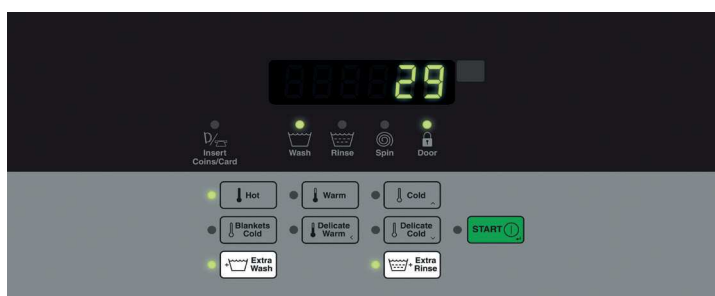 29
Insert
Coins/Card
Wash
Rinse
Spin
Door
Hot
Warm
Cold
Blankets
Cold
Delicate
Warm
Delicate
Cold
START
+ Extra
Wash
+ Extra
Rinse